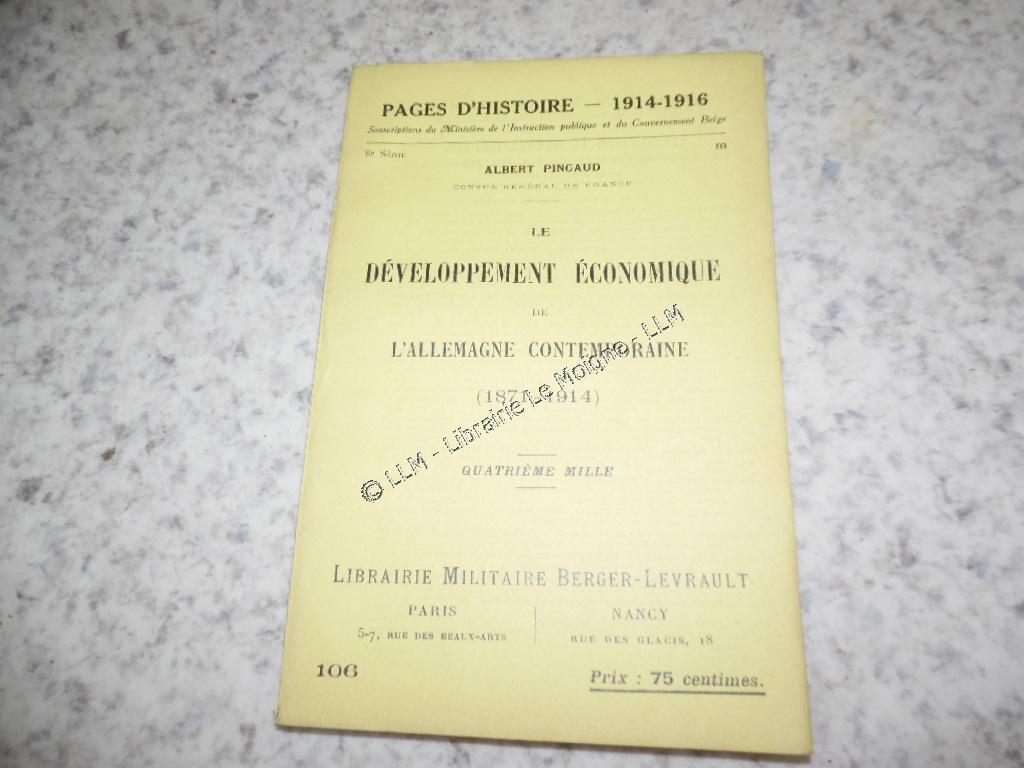 PAGES D'HISTOIRE — 1914-1916
Souscriptions du Ministère de l'Instruction publique et du Gouvernement Belge
8e Série
III
ALBERT PINGAUD
CONSUL GÉNÉRAL DE FRANCE
LE
DÉVELOPPEMENT ÉCONOMIQUE
DE
L'ALLEMAGNE CONTEMPORAINE
(1871-1914)
© LLM - Librairie Le Moigne - LLM
QUATRIÈME MILLE
LIBRAIRIE MILITAIRE BERGER-LEVRAULT
PARIS
5-7, RUE DES BEAUX-ARTS
NANCY
RUE DES GLACIS, 18
106
Prix : 75 centimes.